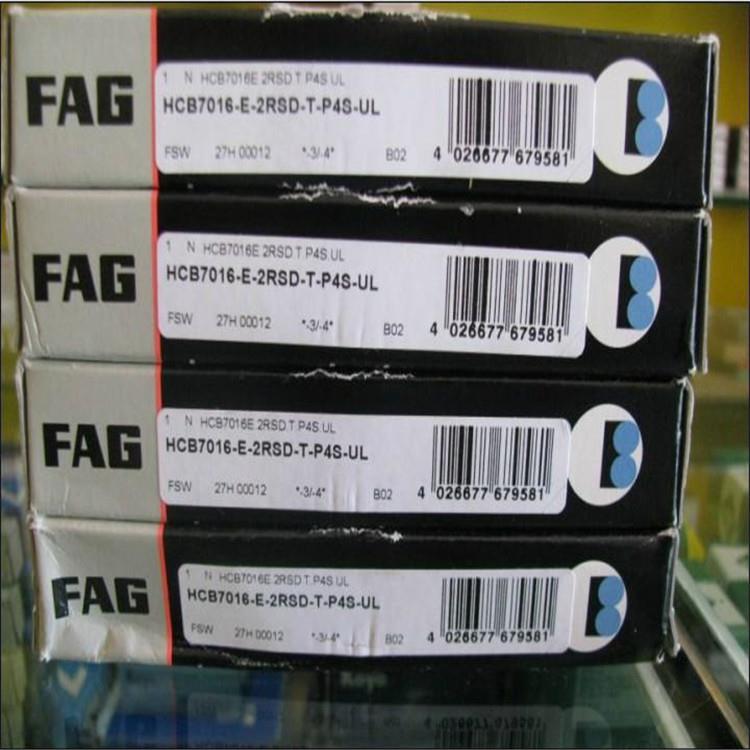 FAG
1 N HCB7016E.2RSD.T.P4S.UL
HCB7016-E-2RSD-T-P4S-UL
FSW 27H 00012 *-3/-4* B02 4 026677 679581
FAG
1 N HCB7016E.2RSD.T.P4S.UL
HCB7016-E-2RSD-T-P4S-UL
FSW 27H 00012 *-3/-4* B02 4 026677 679581
FAG
1 N HCB7016E.2RSD.T.P4S.UL
HCB7016-E-2RSD-T-P4S-UL
FSW 27H 00012 *-3/-4* B02 4 026677 679581
FAG
1 N HCB7016E.2RSD.T.P4S.UL
HCB7016-E-2RSD-T-P4S-UL
FSW 27H 00012 *-3/-4* B02 4 026677 679581